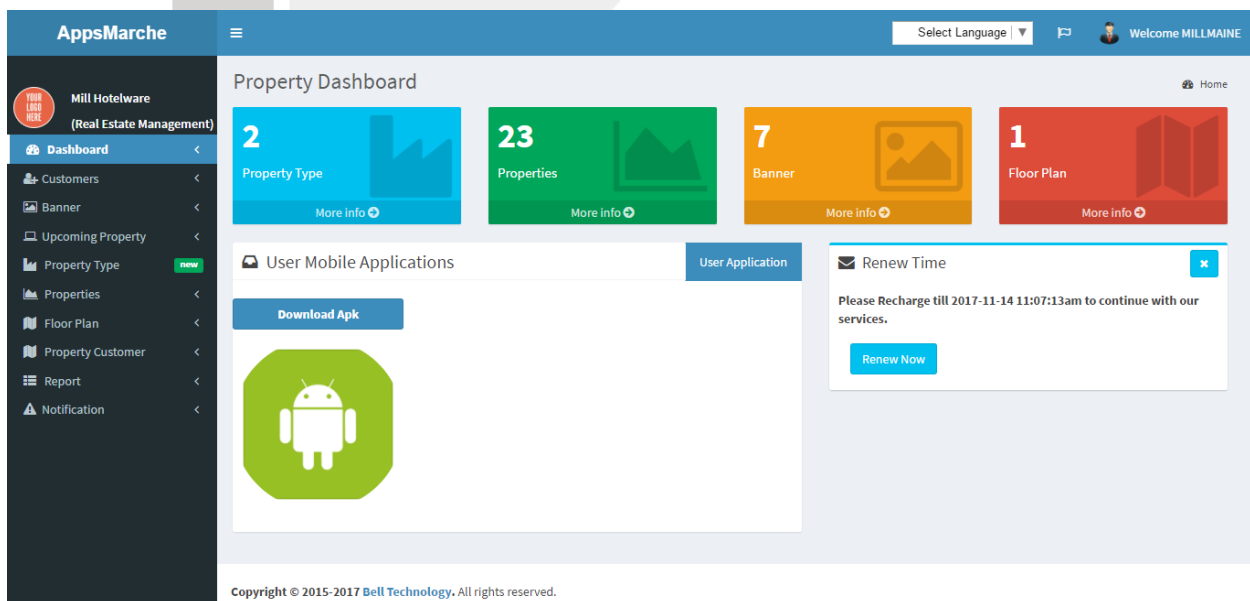 AppsMarche
Select Language ▼
Welcome MILLMAINE
YOUR
LOGO
HERE
Mill Hotelware
(Real Estate Management)
Dashboard
Customers
Banner
Upcoming Property
Property Type new
Properties
Floor Plan
Property Customer
Report
Notification
Property Dashboard
Home
2
Property Type
More info
23
Properties
More info
7
Banner
More info
1
Floor Plan
More info
User Mobile Applications
User Application
Download Apk
Renew Time
Please Recharge till 2017-11-14 11:07:13am to continue with our
services.
Renew Now
Copyright © 2015-2017 Bell Technology. All rights reserved.